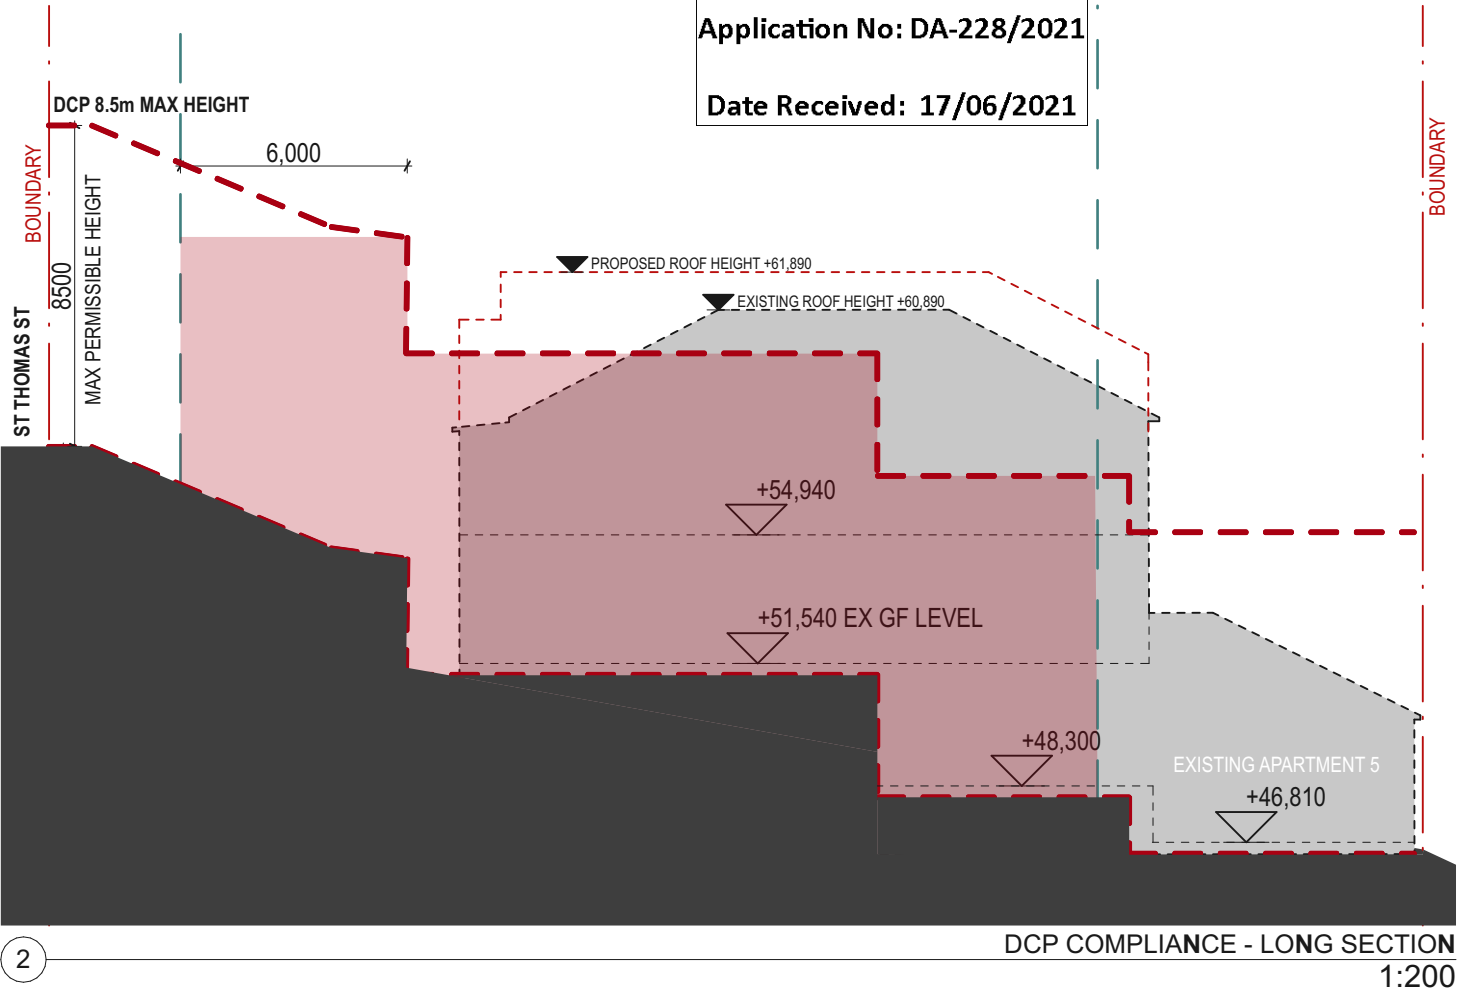 Application No: DA-228/2021
Date Received: 17/06/2021
DCP 8.5m MAX HEIGHT
6,000
BOUNDARY
BOUNDARY
8500
MAX PERMISSIBLE HEIGHT
ST THOMAS ST
PROPOSED ROOF HEIGHT +61,890
EXISTING ROOF HEIGHT +60,890
+54,940
+51,540 EX GF LEVEL
+48,300
EXISTING APARTMENT 5
+46,810
2
DCP COMPLIANCE - LONG SECTION
1:200